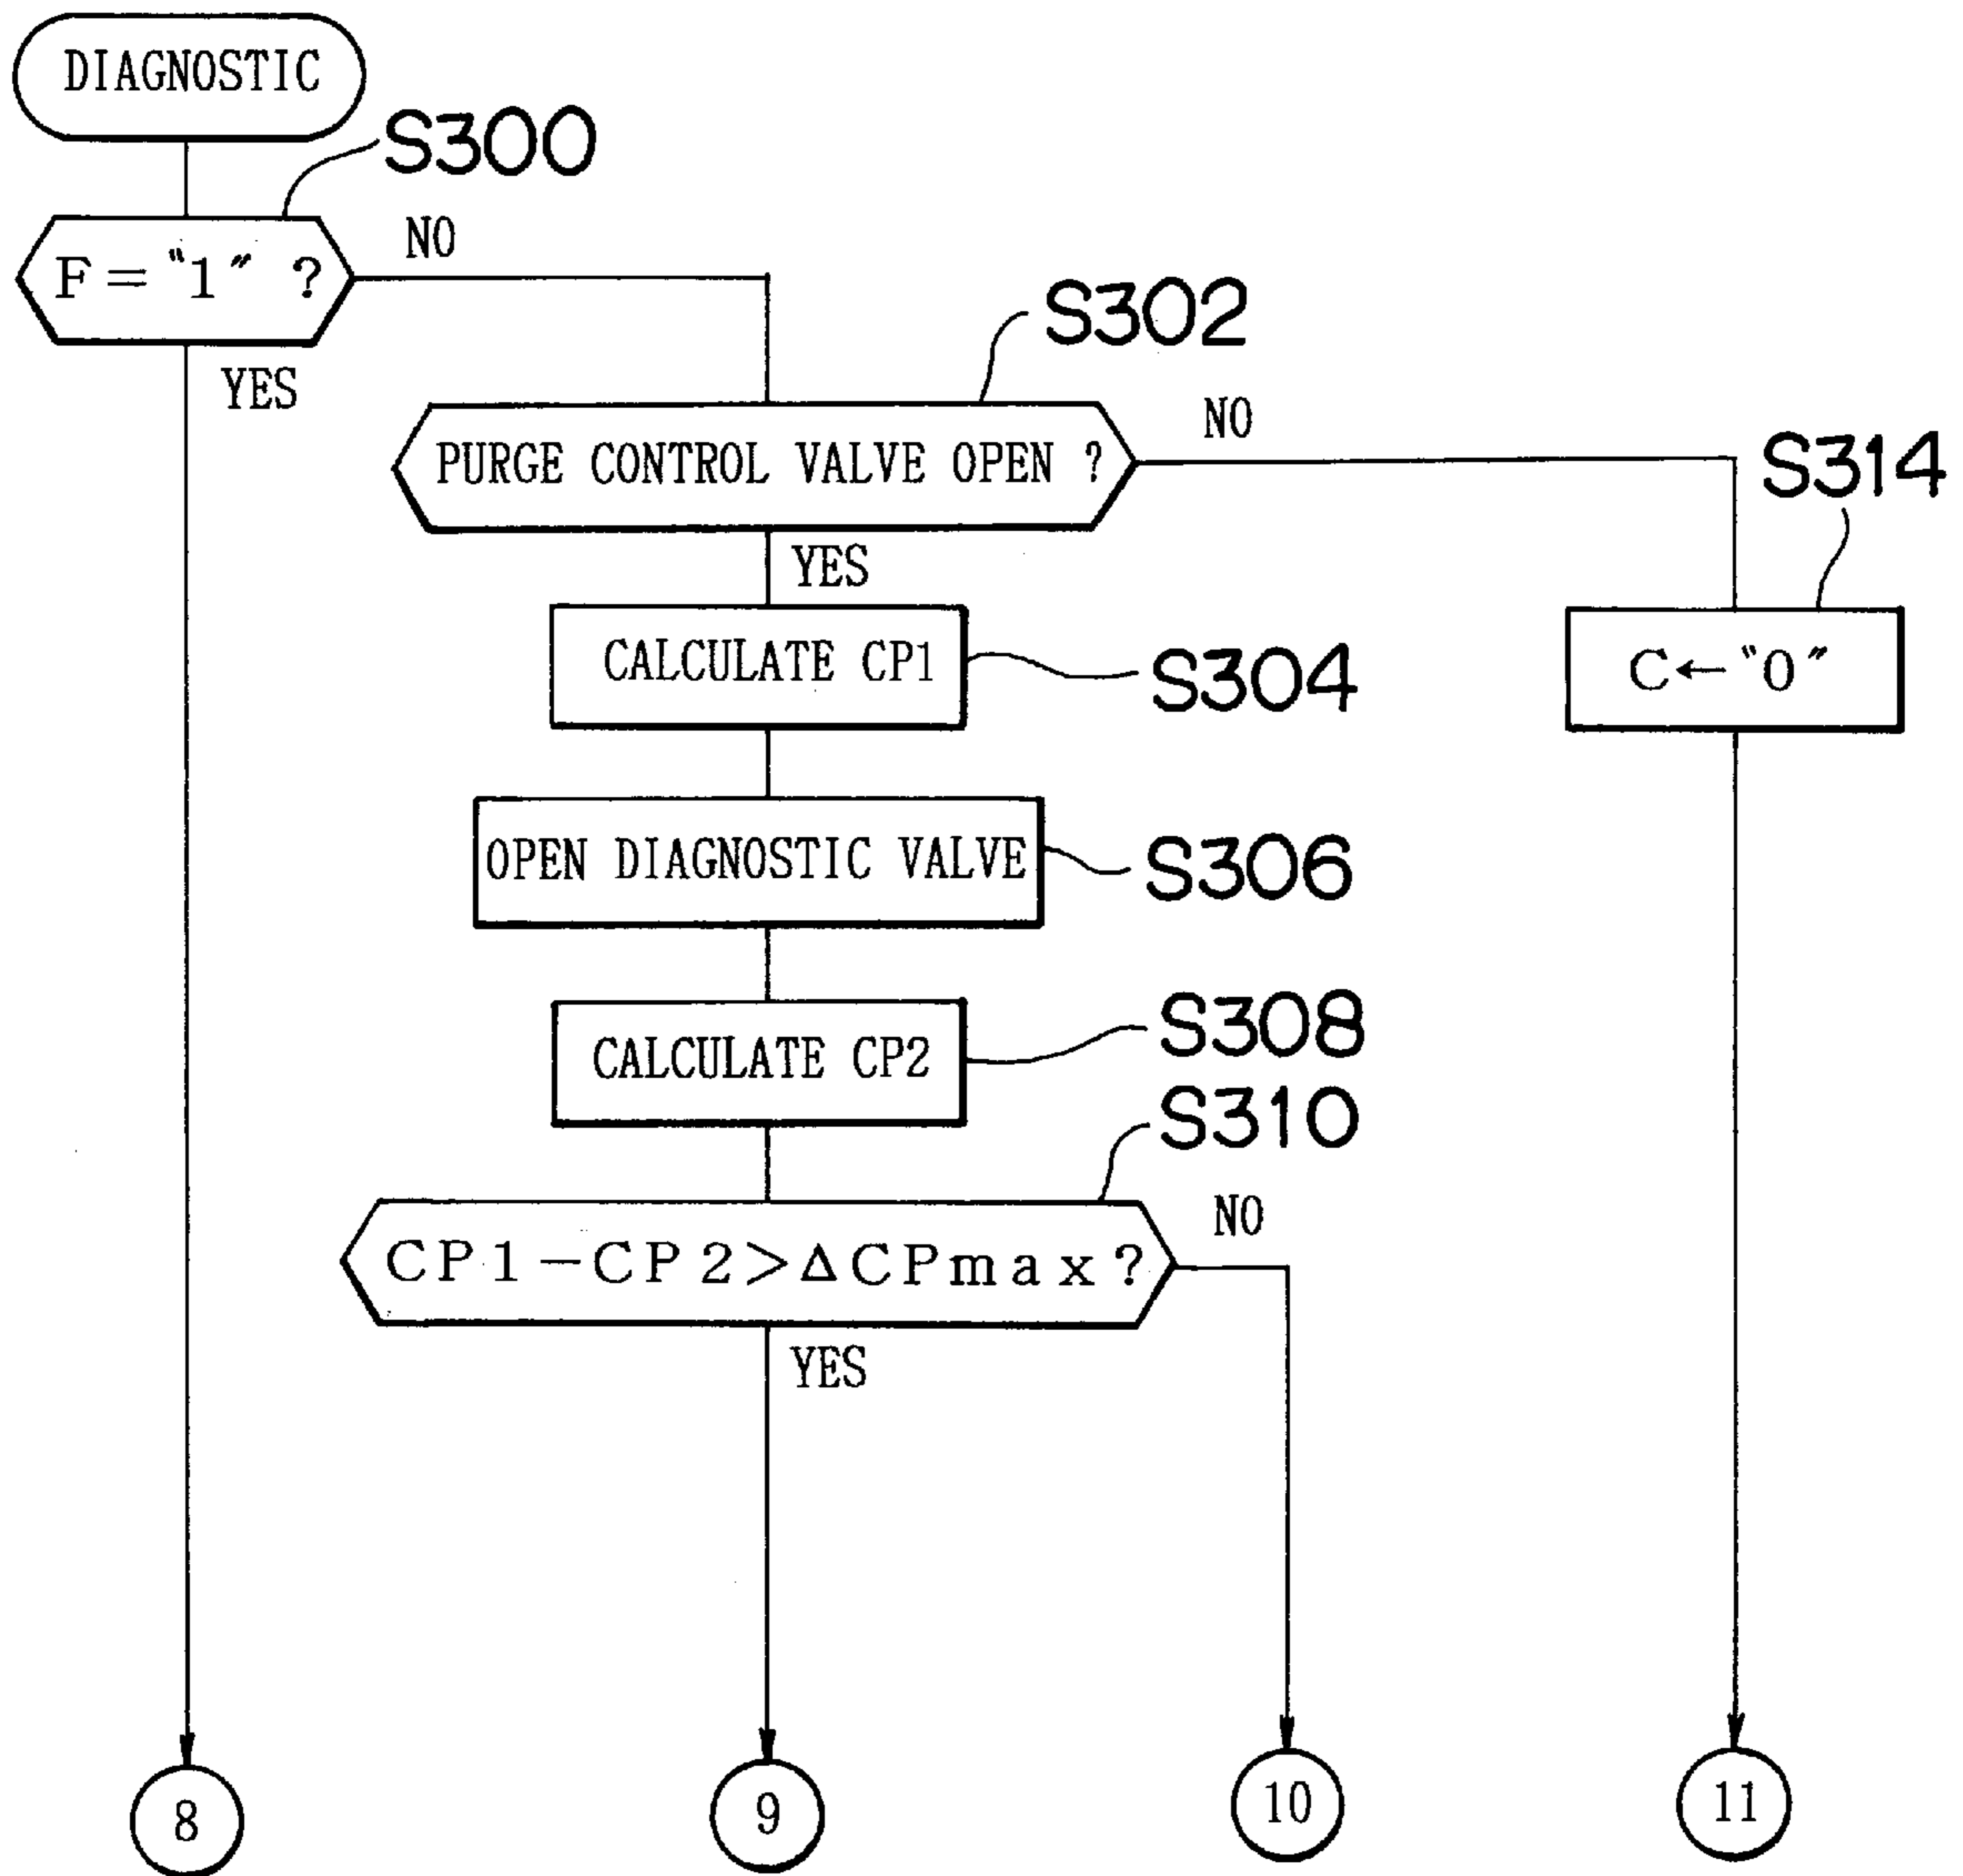 DIAGNOSTIC
S300
F="1" ?
NO
YES
S302
PURGE CONTROL VALVE OPEN ?
NO
YES
S314
CALCULATE CP1
S304
C←"0"
OPEN DIAGNOSTIC VALVE
S306
CALCULATE CP2
S308
S310
CP1-CP2>ΔCPmax?
NO
YES
8
9
10
11